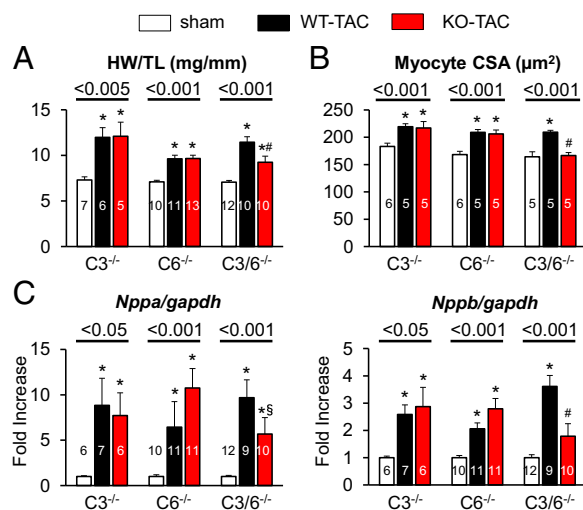 sham WT-TAC KO-TAC
A HW/TL (mg/mm)
<0.005 <0.001 <0.001
15
10
5
0
* * * * * *#
7 6 5 10 11 13 12 10 10
C3-/- C6-/- C3/6-/-
B Myocyte CSA (µm²)
<0.001 <0.001 <0.001
250
200
150
100
50
0
* * * * * #
6 5 5 6 5 5 5 5 5
C3-/- C6-/- C3/6-/-
C Nppa/gapdh
<0.05 <0.001 <0.001
Fold Increase
15
10
5
0
* * * * * *§
6 7 6 10 11 11 12 9 10
C3-/- C6-/- C3/6-/-
Nppb/gapdh
<0.05 <0.001 <0.001
Fold Increase
5
4
3
2
1
0
* * * * * #
6 7 6 10 11 11 12 9 10
C3-/- C6-/- C3/6-/-